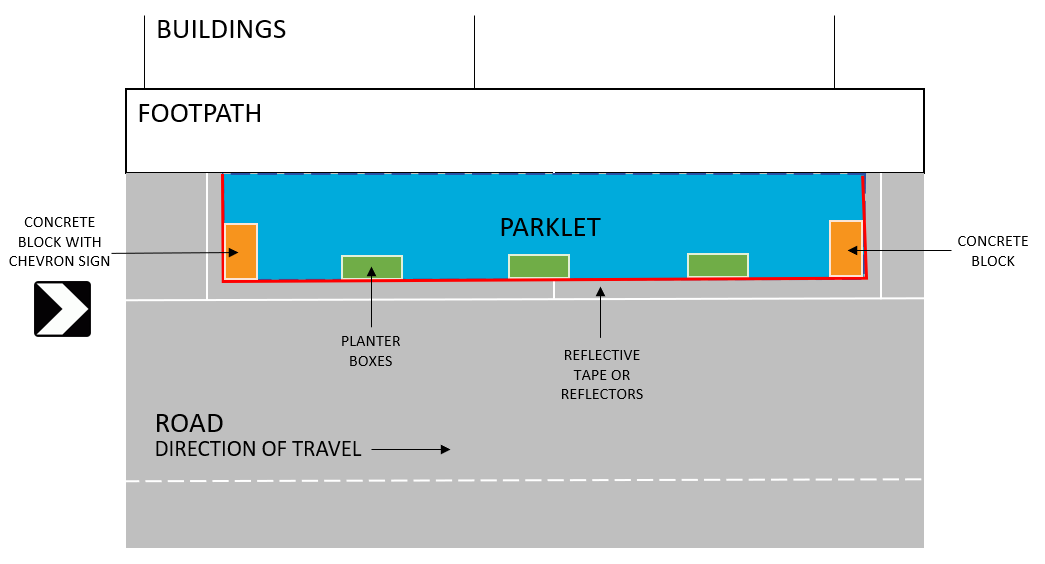 BUILDINGS
FOOTPATH
PARKLET
CONCRETE
BLOCK WITH
CHEVRON SIGN
CONCRETE
BLOCK
PLANTER
BOXES
REFLECTIVE
TAPE OR
REFLECTORS
ROAD
DIRECTION OF TRAVEL